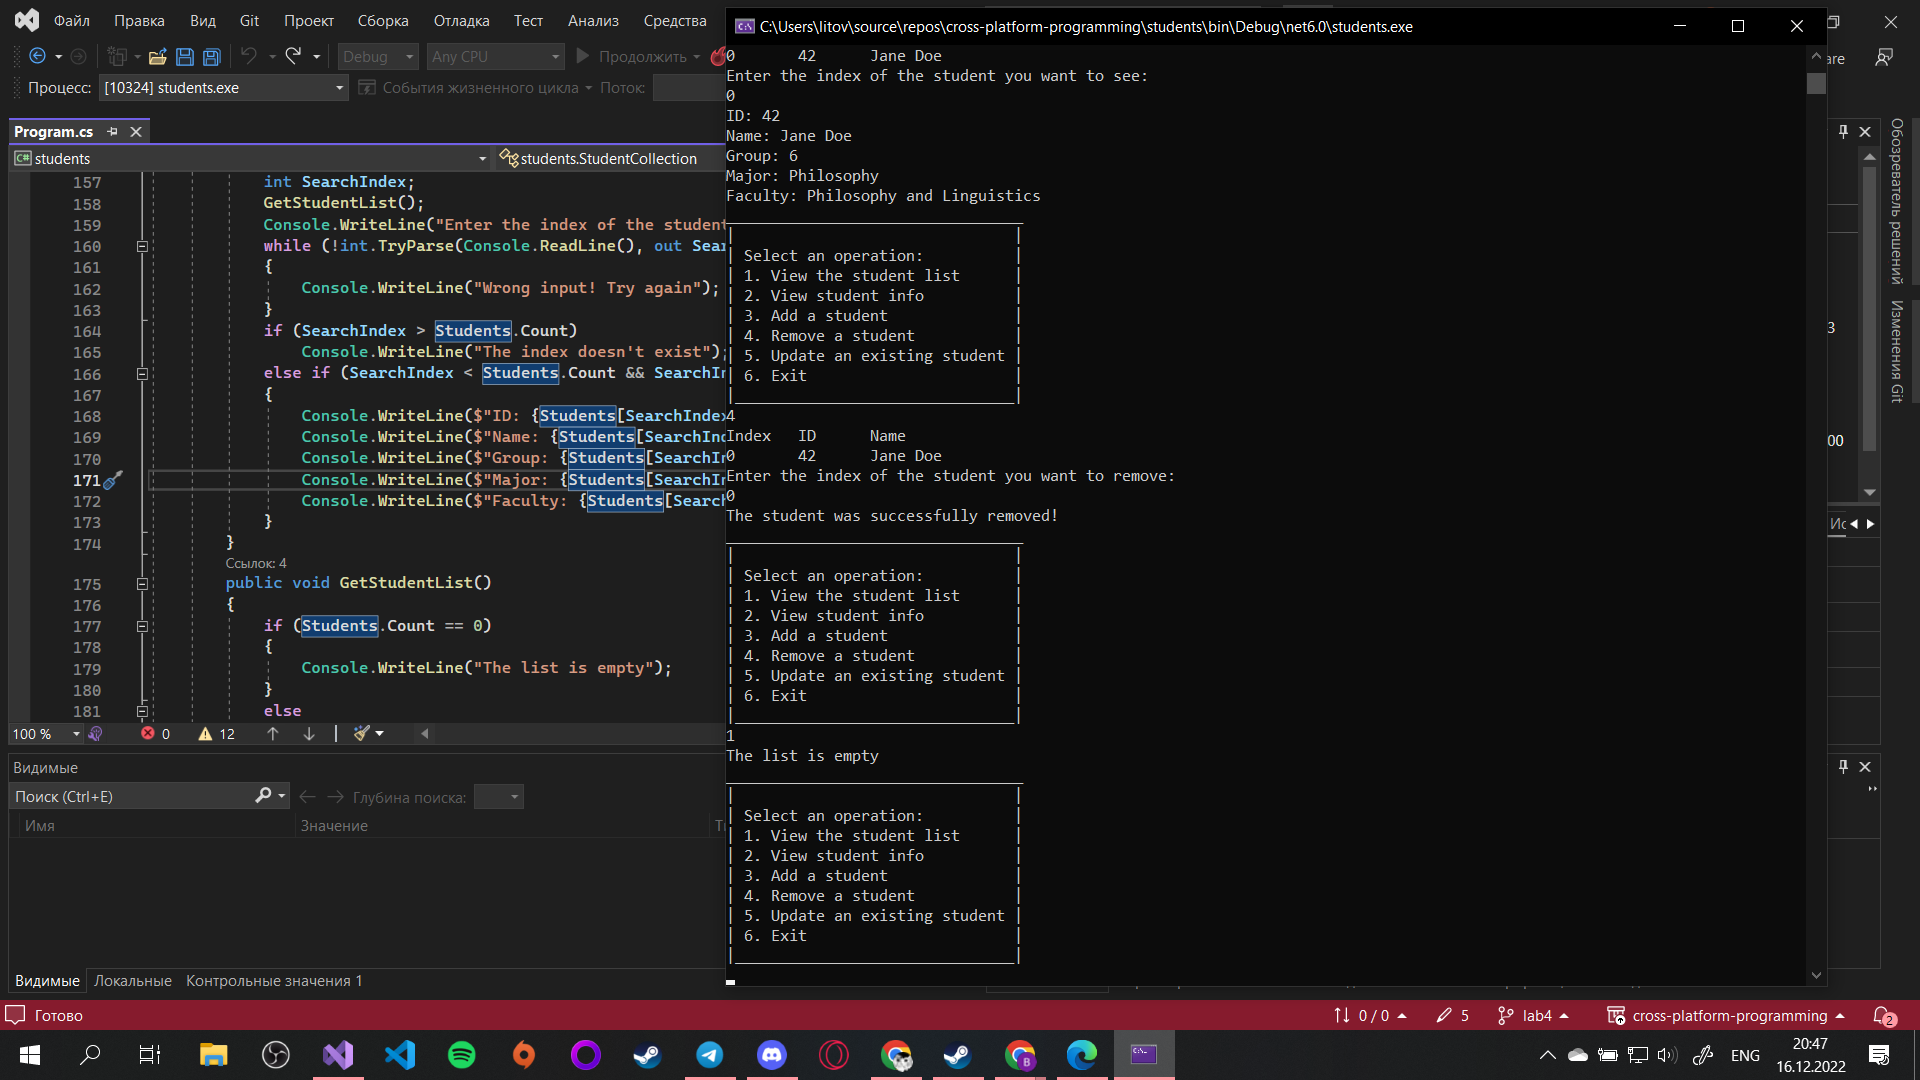 Файл Правка Вид Git Проект Сборка Отладка Тест Анализ Средства
Debug Any CPU Продолжить
Процесс: [10324] students.exe События жизненного цикла Поток:
Program.cs
students students.StudentCollection
157 int SearchIndex;
158 GetStudentList();
159 Console.WriteLine("Enter the index of the student
160 while (!int.TryParse(Console.ReadLine(), out Sear
161 {
162 Console.WriteLine("Wrong input! Try again");
163 }
164 if (SearchIndex > Students.Count)
165 Console.WriteLine("The index doesn't exist");
166 else if (SearchIndex < Students.Count && SearchIn
167 {
168 Console.WriteLine($"ID: {Students[SearchIndex
169 Console.WriteLine($"Name: {Students[SearchInd
170 Console.WriteLine($"Group: {Students[SearchIn
171 Console.WriteLine($"Major: {Students[SearchIn
172 Console.WriteLine($"Faculty: {Students[Search
173 }
174 }
Ссылок: 4
175 public void GetStudentList()
176 {
177 if (Students.Count == 0)
178 {
179 Console.WriteLine("The list is empty");
180 }
181 else
100 % 0 12
Видимые
Поиск (Ctrl+E) Глубина поиска:
Имя Значение
Видимые Локальные Контрольные значения 1
C:\Users\litov\source\repos\cross-platform-programming\students\bin\Debug\net6.0\students.exe
0 42 Jane Doe
Enter the index of the student you want to see:
0
ID: 42
Name: Jane Doe
Group: 6
Major: Philosophy
Faculty: Philosophy and Linguistics
Select an operation:
1. View the student list
2. View student info
3. Add a student
4. Remove a student
5. Update an existing student
6. Exit
4
Index ID Name
0 42 Jane Doe
Enter the index of the student you want to remove:
0
The student was successfully removed!
Select an operation:
1. View the student list
2. View student info
3. Add a student
4. Remove a student
5. Update an existing student
6. Exit
1
The list is empty
Select an operation:
1. View the student list
2. View student info
3. Add a student
4. Remove a student
5. Update an existing student
6. Exit
are
Обозреватель решений
Изменения Git
3
00
Ис
Готово 0 / 0 5 lab4 cross-platform-programming 2
ENG 20:47
16.12.2022